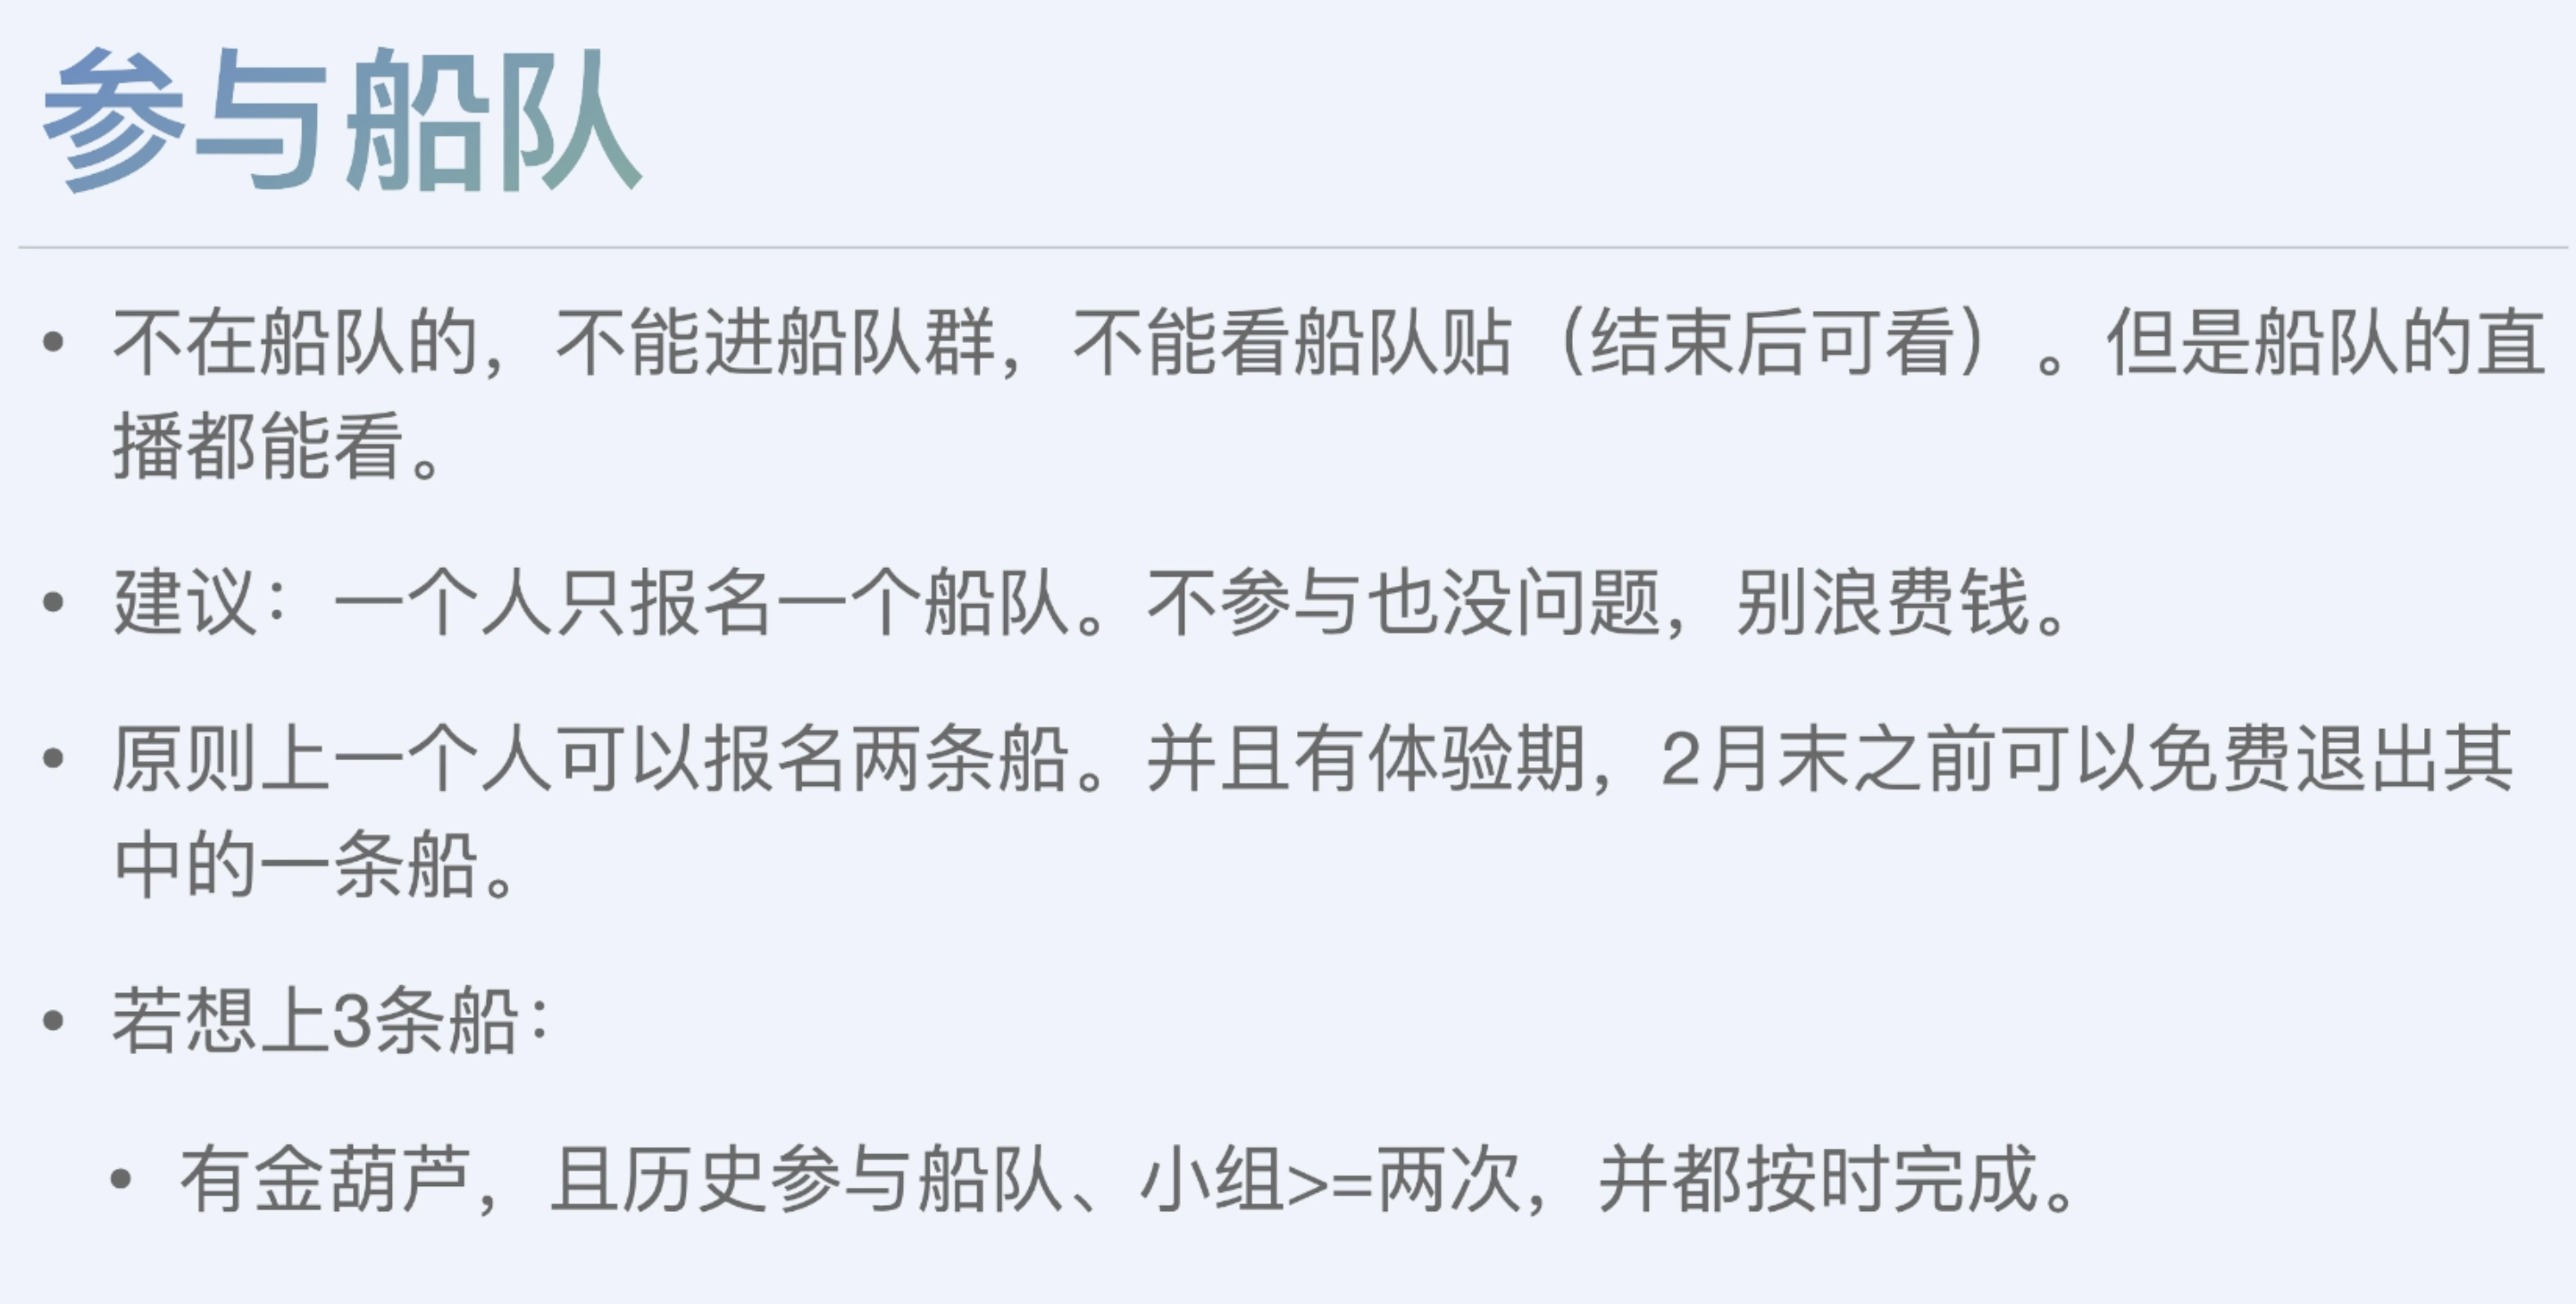 参与船队
• 不在船队的，不能进船队群，不能看船队贴（结束后可看）。但是船队的直
播都能看。
• 建议：一个人只报名一个船队。不参与也没问题，别浪费钱。
• 原则上一个人可以报名两条船。并且有体验期，2月末之前可以免费退出其
中的一条船。
• 若想上3条船：
• 有金葫芦，且历史参与船队、小组>=两次，并都按时完成。